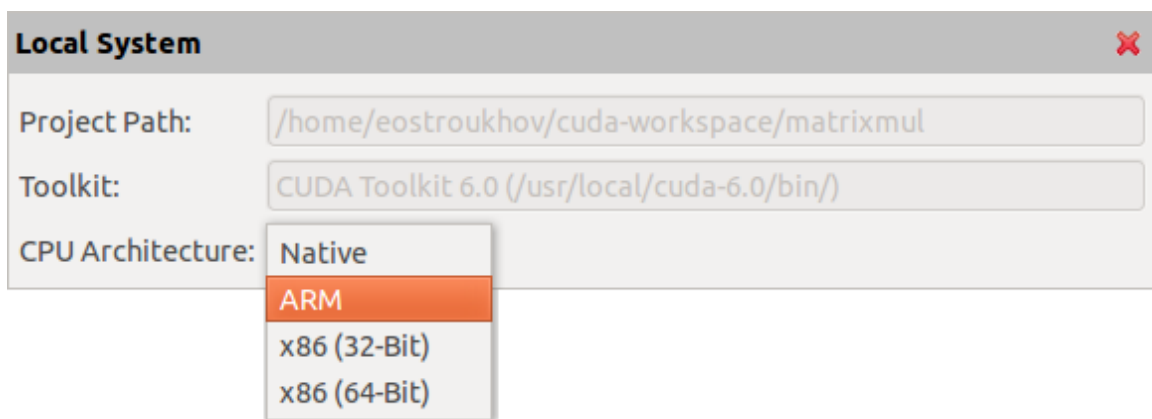 Local System
Project Path: /home/eostroukhov/cuda-workspace/matrixmul
Toolkit: CUDA Toolkit 6.0 (/usr/local/cuda-6.0/bin/)
CPU Architecture: Native
ARM
x86 (32-Bit)
x86 (64-Bit)